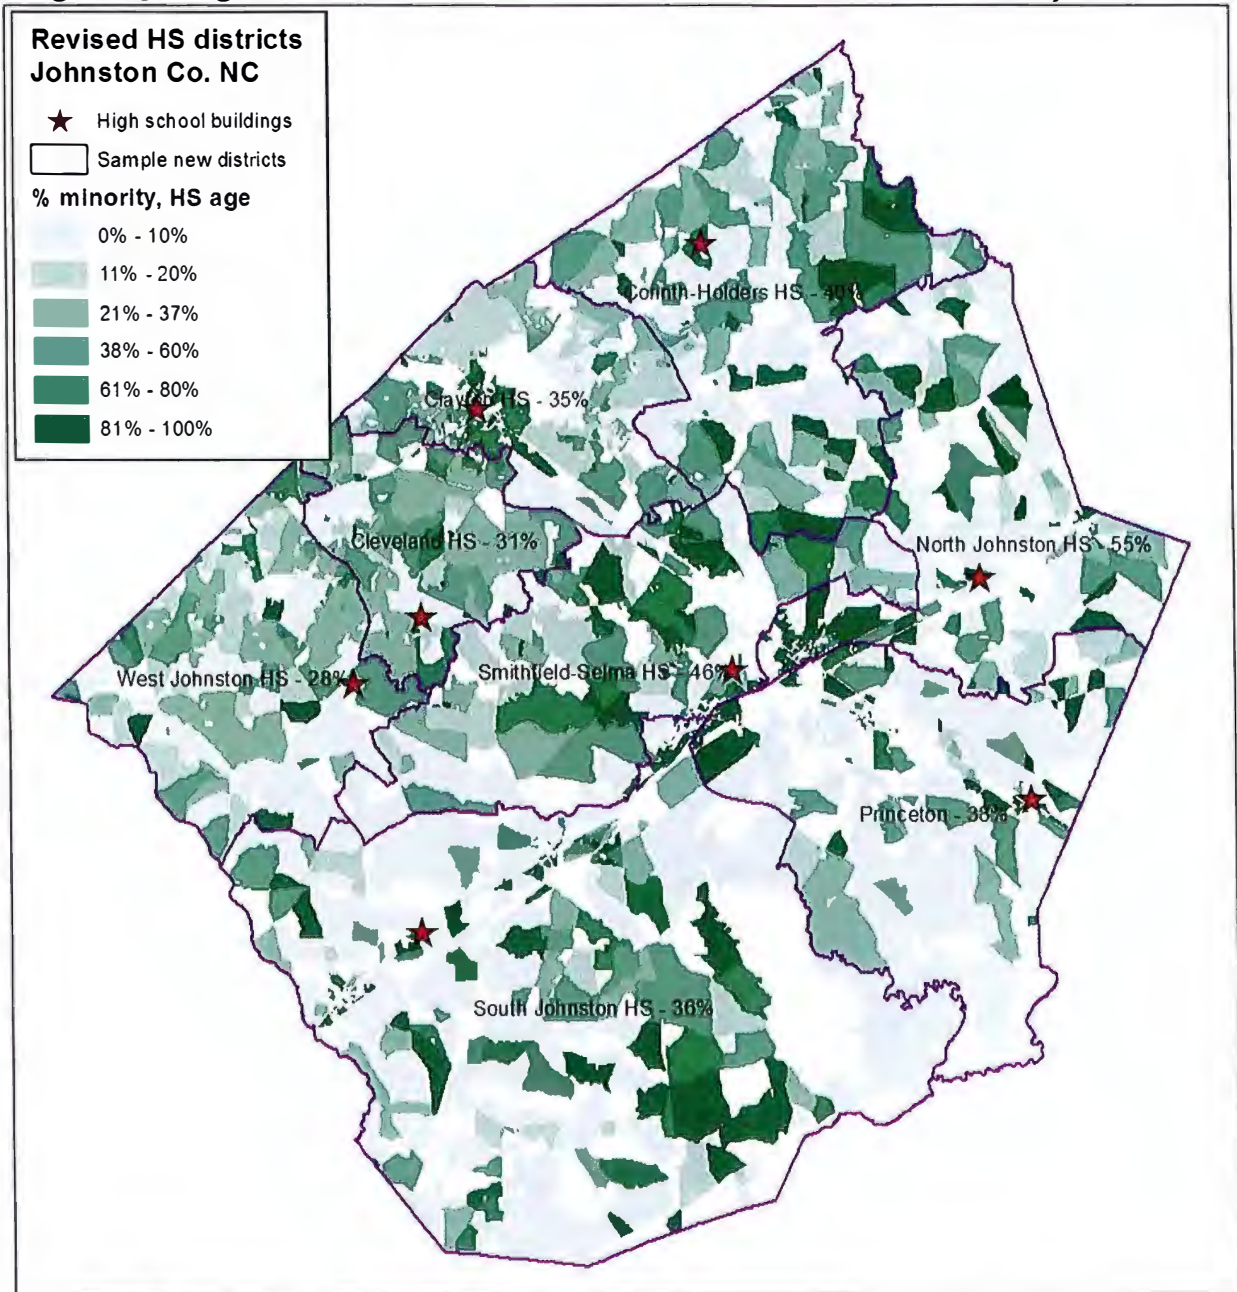 Revised HS districts
Johnston Co. NC
High school buildings
Sample new districts
% minority, HS age
0% - 10%
11% - 20%
21% - 37%
38% - 60%
61% - 80%
81% - 100%
Corinth-Holders HS - 40%
Clayton HS - 35%
Cleveland HS - 31%
North Johnston HS - 55%
West Johnston HS - 28%
Smithfield-Selma HS - 46%
Princeton - 38%
South Johnston HS - 36%